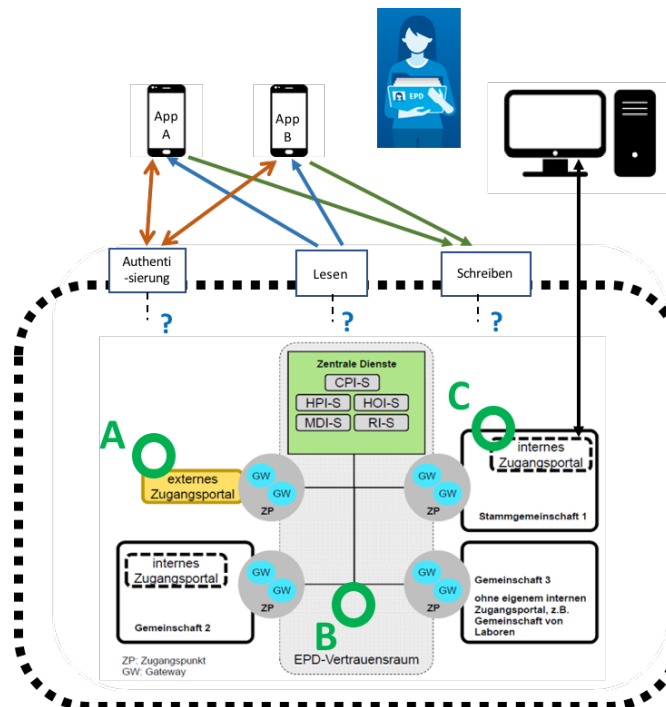 EPD
App
A
App
B
Authenti
-sierung
Lesen
Schreiben
?
?
?
Zentrale Dienste
CPI-S
HPI-S
HOI-S
MDI-S
RI-S
A
C
externes
Zugangsportal
GW
GW
ZP
GW
GW
ZP
internes
Zugangsportal
Stammgemeinschaft 1
internes
Zugangsportal
Gemeinschaft 2
GW
GW
ZP
GW
GW
ZP
Gemeinschaft 3
ohne eigenem internen
Zugangsportal, z.B.
Gemeinschaft von
Laboren
B
EPD-Vertrauensraum
ZP: Zugangspunkt
GW: Gateway